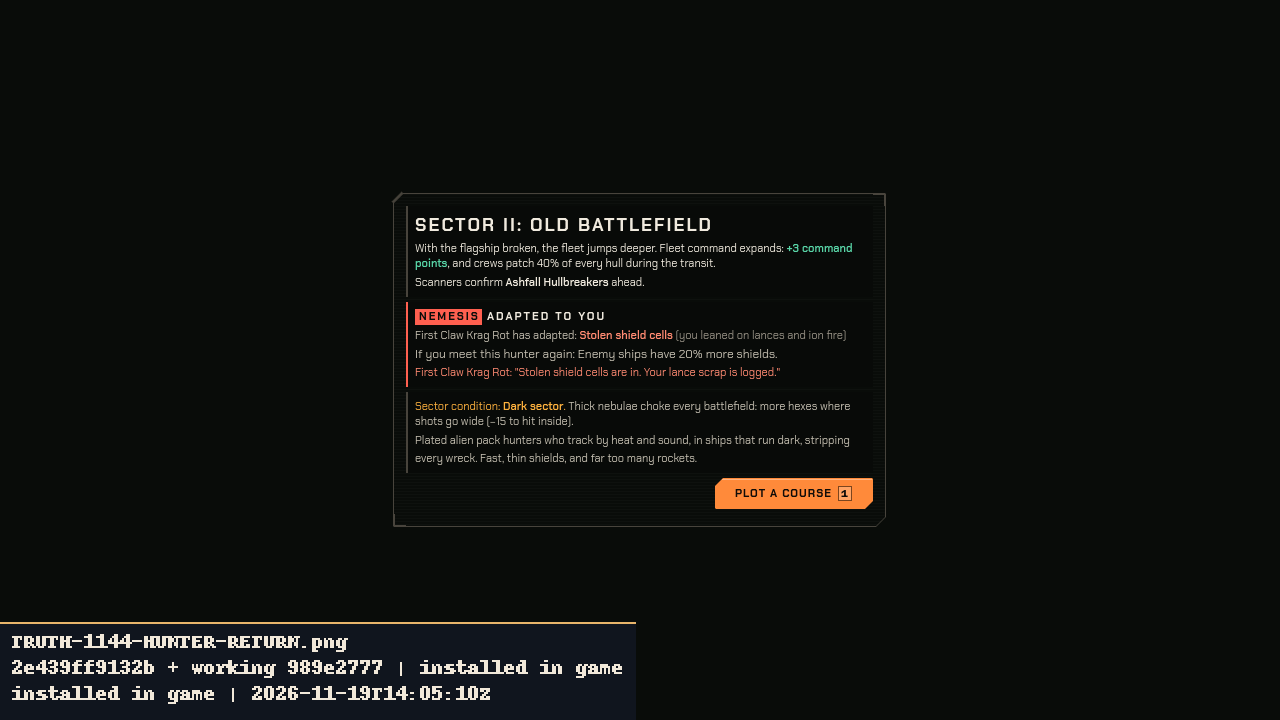 SECTOR II: OLD BATTLEFIELD
With the flagship broken, the fleet jumps deeper. Fleet command expands: +3 command
points, and crews patch 40% of every hull during the transit.
Scanners confirm Ashfall Hullbreakers ahead.
NEMESIS ADAPTED TO YOU
First Claw Krag Rot has adapted: Stolen shield cells (you leaned on lances and ion fire)
If you meet this hunter again: Enemy ships have 20% more shields.
First Claw Krag Rot: "Stolen shield cells are in. Your lance scrap is logged."
Sector condition: Dark sector. Thick nebulae choke every battlefield: more hexes where
shots go wide (-15 to hit inside).
Plated alien pack hunters who track by heat and sound, in ships that run dark, stripping
every wreck. Fast, thin shields, and far too many rockets.
PLOT A COURSE 1
TRUTH-1144-HUNTER-RETURN.png
2e439ff9132b + working 989e2777 | installed in game
installed in game | 2026-11-19T14:05:10Z